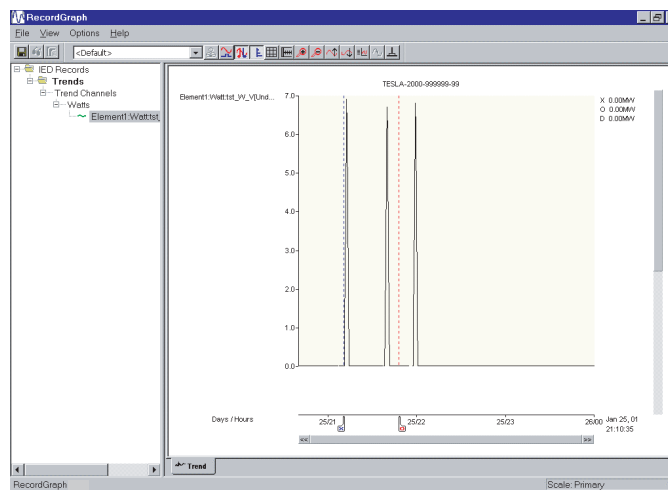 RecordGraph
File View Options Help
<Default>
IED Records
Trends
Trend Channels
Watts
Element1:Watt:tst_
TESLA-2000-999999-99
Element1:Watt:tst_W_V[Und...
7.0
6.0
5.0
4.0
3.0
2.0
1.0
0.0
X 0.00MW
O 0.00MW
D 0.00MW
Days / Hours
25/21
25/22
25/23
26/00
Jan 25, 01
21:10:35
X
O
<<
>>
Trend
RecordGraph
Scale: Primary